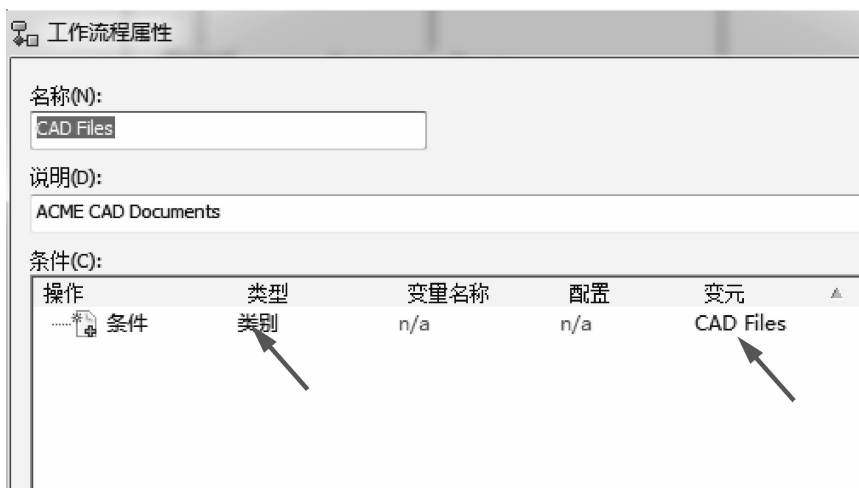 工作流程属性
名称(N):
CAD Files
说明(D):
ACME CAD Documents
条件(C):
操作 类型 变量名称 配置 变元
条件 类别 n/a n/a CAD Files